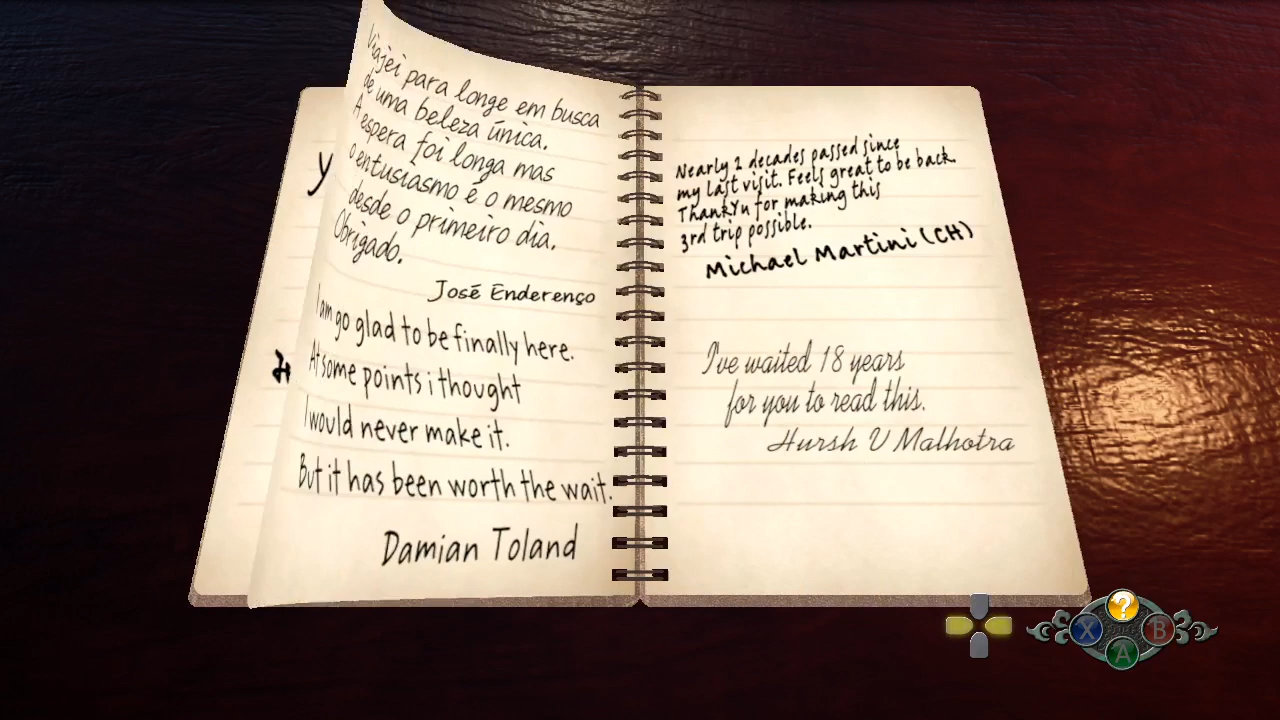 Viajei para longe em busca
de uma beleza única.
A espera foi longa mas
o entusiasmo é o mesmo
desde o primeiro dia.
Obrigado.
José Enderenço
I am go glad to be finally here.
At some points i thought
I would never make it.
But it has been worth the wait.
Damian Toland
Nearly 2 decades passed since
my last visit. Feels great to be back.
ThankYu for making this
3rd trip possible.
Michael Martini (CH)
I've waited 18 years
for you to read this.
Hursh V Malhotra
?
X
B
A